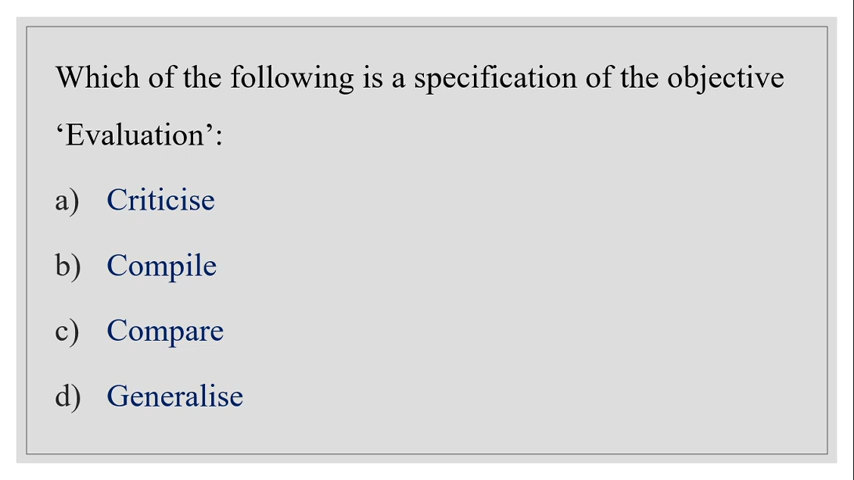 Which of the following is a specification of the objective
‘Evaluation’:
a) Criticise
b) Compile
c) Compare
d) Generalise